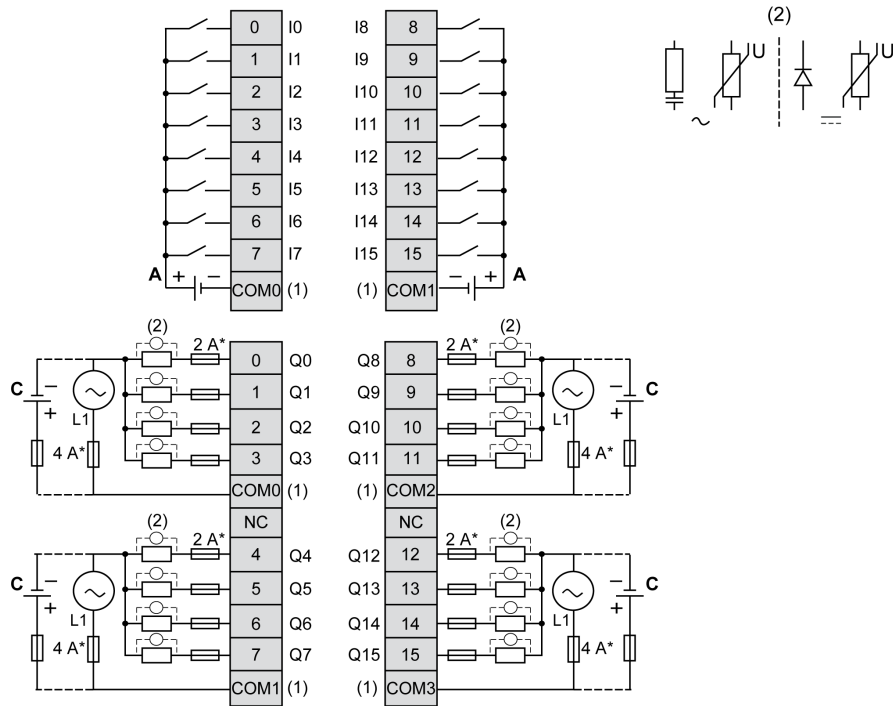 (2)
0 I0 I8 8
1 I1 I9 9
2 I2 I10 10
3 I3 I11 11
4 I4 I12 12
5 I5 I13 13
6 I6 I14 14
7 I7 I15 15
A + − COM0 (1) (1) COM1 − + A
U U
(2) (2)
2 A* 0 Q0 Q8 8 2 A*
C − + L1 1 Q1 Q9 9 L1 − + C
2 Q2 Q10 10
4 A* 3 Q3 Q11 11 4 A*
COM0 (1) (1) COM2
NC NC
(2) (2)
2 A* 4 Q4 Q12 12 2 A*
C − + L1 5 Q5 Q13 13 L1 − + C
6 Q6 Q14 14
4 A* 7 Q7 Q15 15 4 A*
COM1 (1) (1) COM3